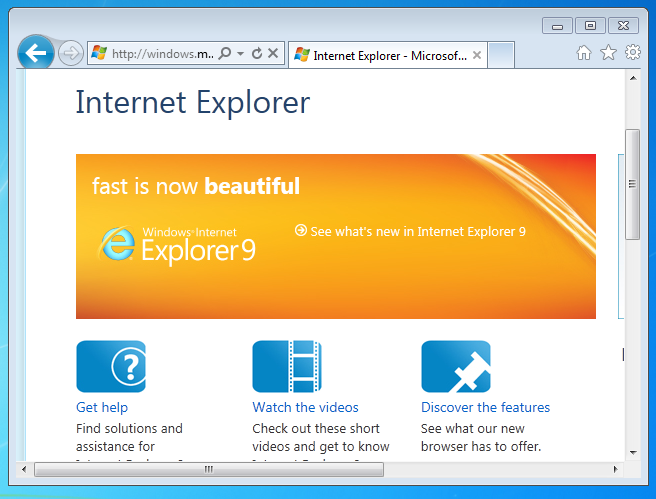 http://windows.m..
Internet Explorer - Microsof...
Internet Explorer
fast is now beautiful
Windows Internet
Explorer 9
See what's new in Internet Explorer 9
Get help
Find solutions and
assistance for
Watch the videos
Check out these short
videos and get to know
Discover the features
See what our new
browser has to offer.